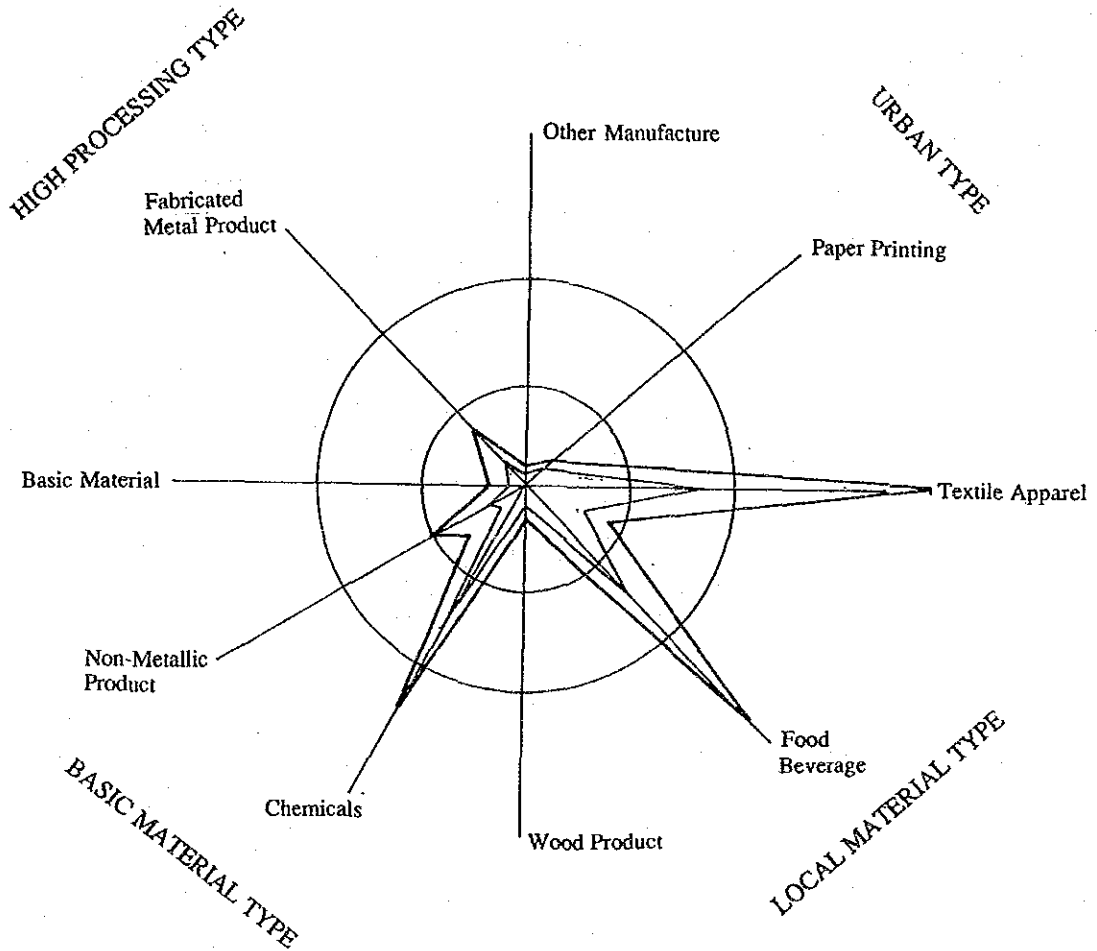 HIGH PROCESSING TYPE
URBAN TYPE
Other Manufacture
Fabricated
Metal Product
Paper Printing
Basic Material
Textile Apparel
Non-Metallic
Product
Food
Beverage
Chemicals
Wood Product
BASIC MATERIAL TYPE
LOCAL MATERIAL TYPE